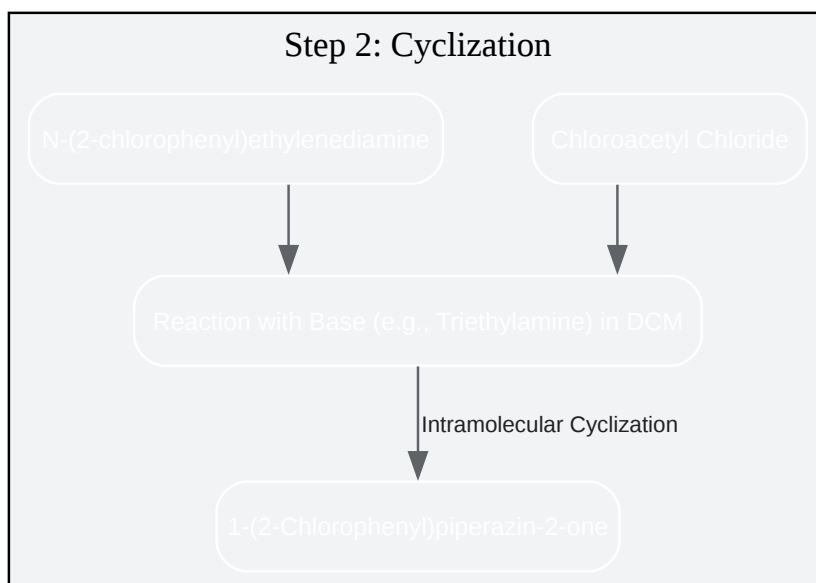 Step 2: Cyclization
N-(2-chlorophenyl)ethylenediamine
Chloroacetyl Chloride
Reaction with Base (e.g., Triethylamine) in DCM
Intramolecular Cyclization
1-(2-Chlorophenyl)piperazin-2-one